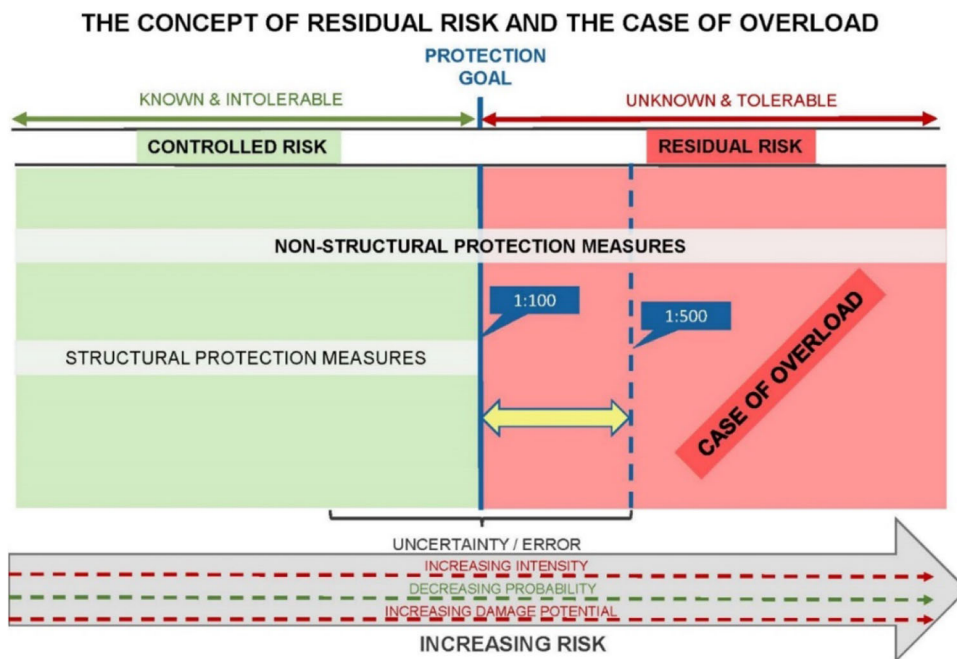 THE CONCEPT OF RESIDUAL RISK AND THE CASE OF OVERLOAD
PROTECTION
GOAL
KNOWN & INTOLERABLE
UNKNOWN & TOLERABLE
CONTROLLED RISK
RESIDUAL RISK
NON-STRUCTURAL PROTECTION MEASURES
1:100
1:500
STRUCTURAL PROTECTION MEASURES
CASE OF OVERLOAD
UNCERTAINTY / ERROR
INCREASING INTENSITY
DECREASING PROBABILITY
INCREASING DAMAGE POTENTIAL
INCREASING RISK